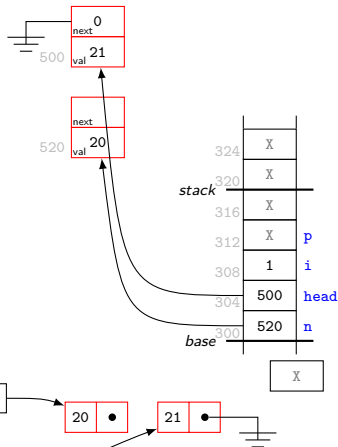 0
next
500
21
val
next
520
20
val
324 X
320 X
stack
316 X
312 X p
308 1 i
304 500 head
300 520 n
base
X
20 21